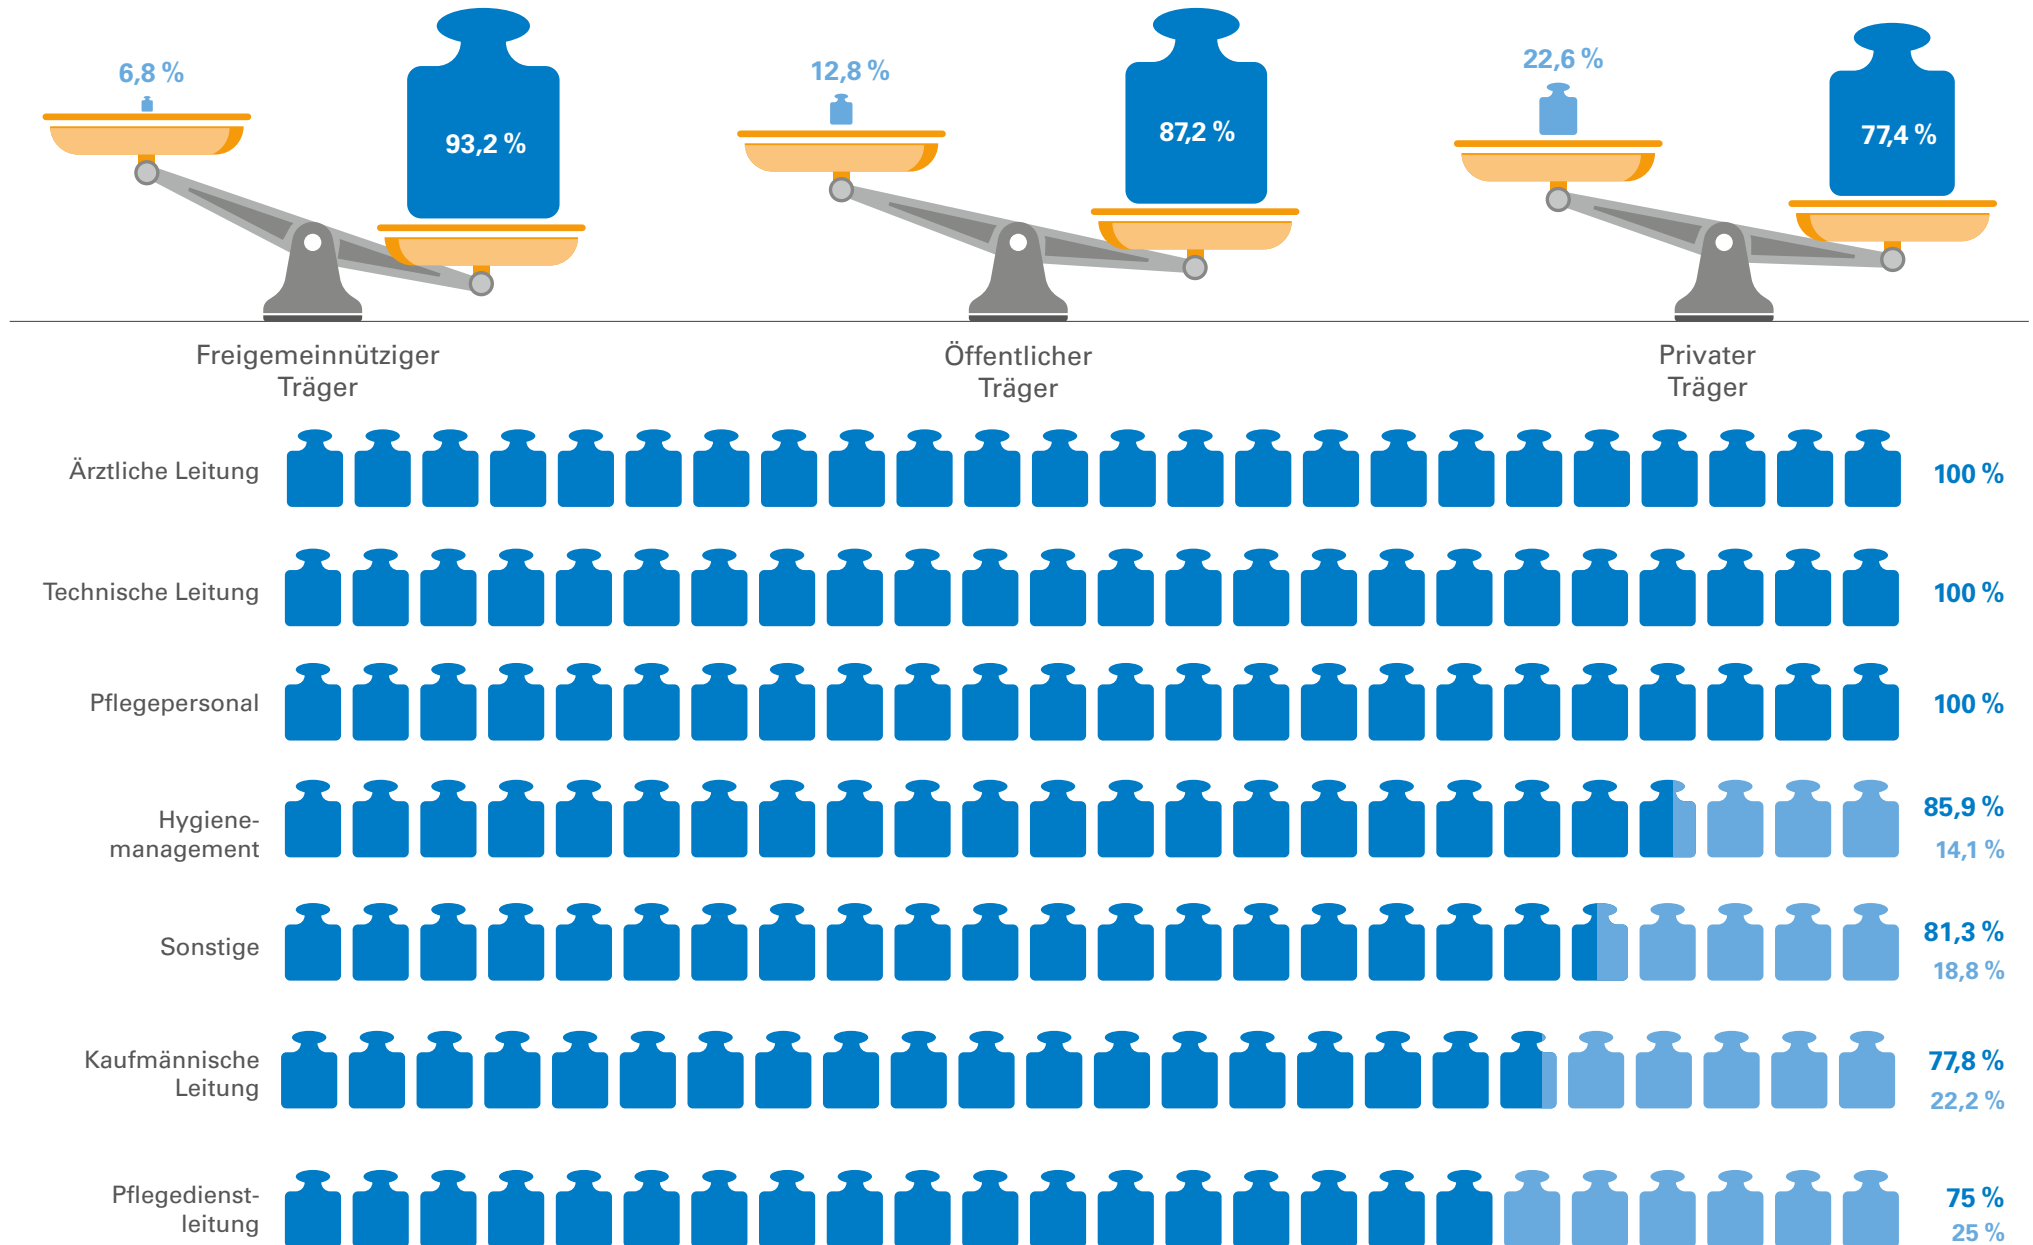 6,8 %
93,2 %
12,8 %
87,2 %
22,6 %
77,4 %
Freigemeinnütziger
Träger
Öffentlicher
Träger
Privater
Träger
Ärztliche Leitung
100 %
Technische Leitung
100 %
Pflegepersonal
100 %
Hygiene-
management
85,9 %
14,1 %
Sonstige
81,3 %
18,8 %
Kaufmännische
Leitung
77,8 %
22,2 %
Pflegedienst-
leitung
75 %
25 %